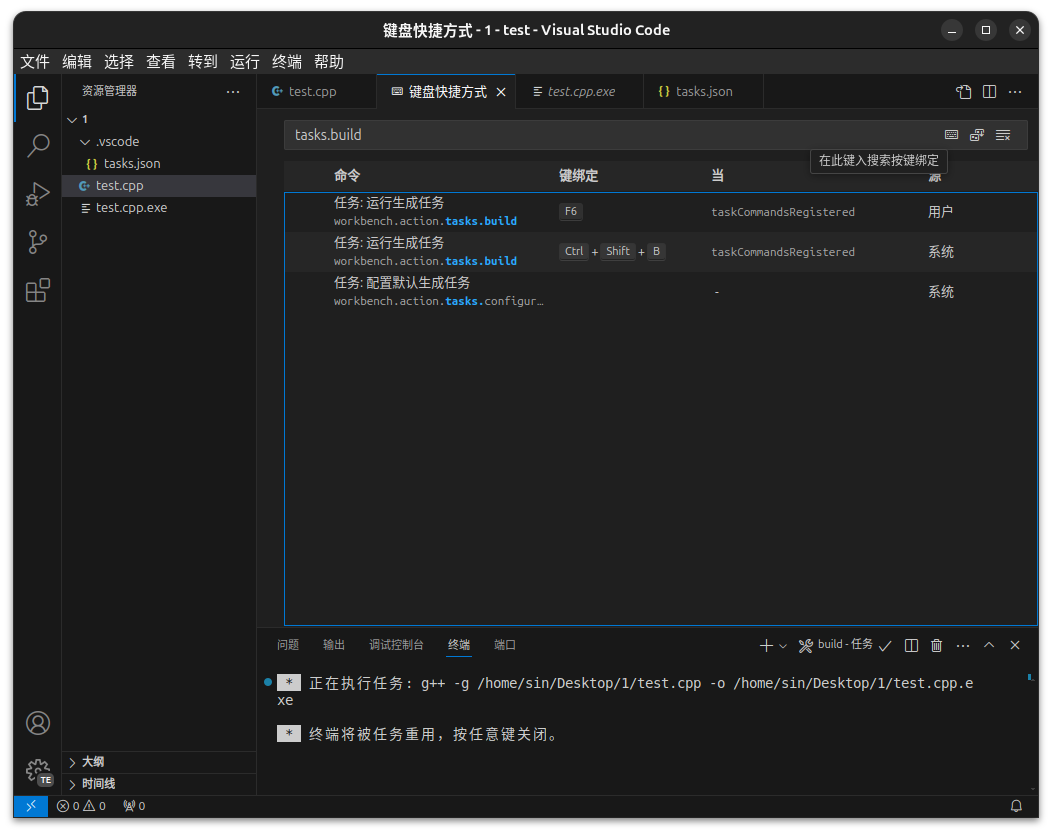 键盘快捷方式 - 1 - test - Visual Studio Code
文件 编辑 选择 查看 转到 运行 终端 帮助
资源管理器
test.cpp
键盘快捷方式
test.cpp.exe
{} tasks.json
1
.vscode
{} tasks.json
test.cpp
test.cpp.exe
tasks.build
在此键入搜索按键绑定
命令 键绑定 当 源
任务: 运行生成任务
workbench.action.tasks.build
F6 taskCommandsRegistered 用户
任务: 运行生成任务
workbench.action.tasks.build
Ctrl + Shift + B taskCommandsRegistered 系统
任务: 配置默认生成任务
workbench.action.tasks.configur…
- 系统
问题 输出 调试控制台 终端 端口
build - 任务
* 正在执行任务: g++ -g /home/sin/Desktop/1/test.cpp -o /home/sin/Desktop/1/test.cpp.e
xe
* 终端将被任务重用，按任意键关闭。
TE
大纲
时间线
0 0 0